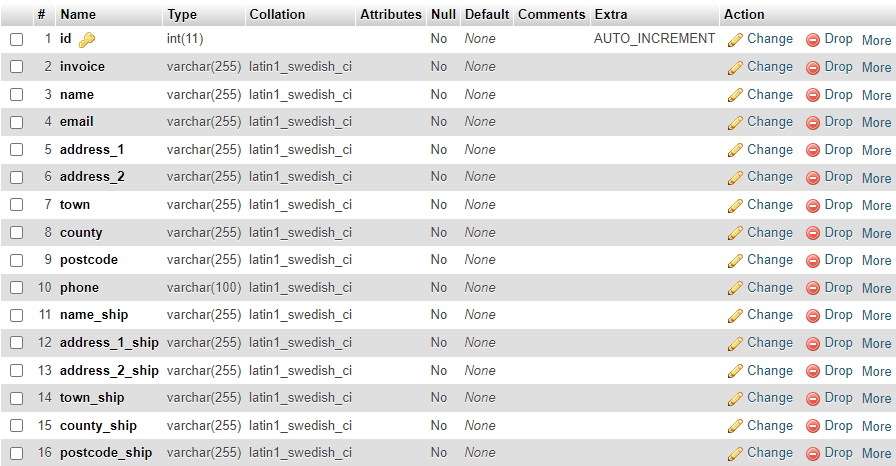 # Name Type Collation Attributes Null Default Comments Extra Action
1 id int(11) No None AUTO_INCREMENT Change Drop More
2 invoice varchar(255) latin1_swedish_ci No None Change Drop More
3 name varchar(255) latin1_swedish_ci No None Change Drop More
4 email varchar(255) latin1_swedish_ci No None Change Drop More
5 address_1 varchar(255) latin1_swedish_ci No None Change Drop More
6 address_2 varchar(255) latin1_swedish_ci No None Change Drop More
7 town varchar(255) latin1_swedish_ci No None Change Drop More
8 county varchar(255) latin1_swedish_ci No None Change Drop More
9 postcode varchar(255) latin1_swedish_ci No None Change Drop More
10 phone varchar(100) latin1_swedish_ci No None Change Drop More
11 name_ship varchar(255) latin1_swedish_ci No None Change Drop More
12 address_1_ship varchar(255) latin1_swedish_ci No None Change Drop More
13 address_2_ship varchar(255) latin1_swedish_ci No None Change Drop More
14 town_ship varchar(255) latin1_swedish_ci No None Change Drop More
15 county_ship varchar(255) latin1_swedish_ci No None Change Drop More
16 postcode_ship varchar(255) latin1_swedish_ci No None Change Drop More